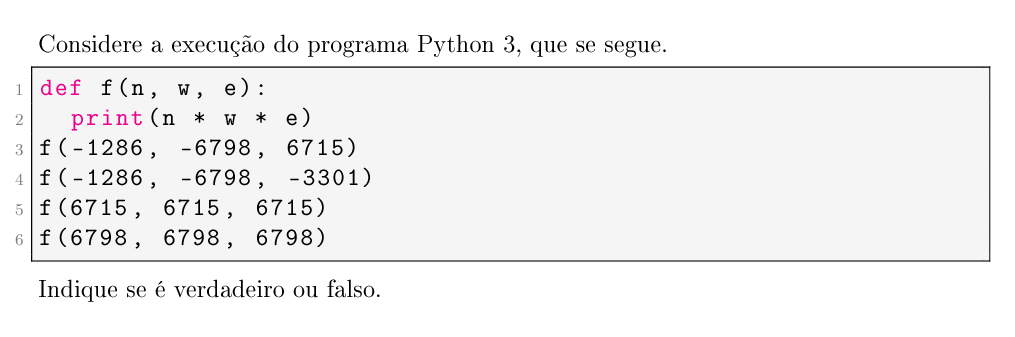 Considere a execução do programa Python 3, que se segue.
1 def f(n, w, e):
2   print(n * w * e)
3 f(-1286, -6798, 6715)
4 f(-1286, -6798, -3301)
5 f(6715, 6715, 6715)
6 f(6798, 6798, 6798)
Indique se é verdadeiro ou falso.